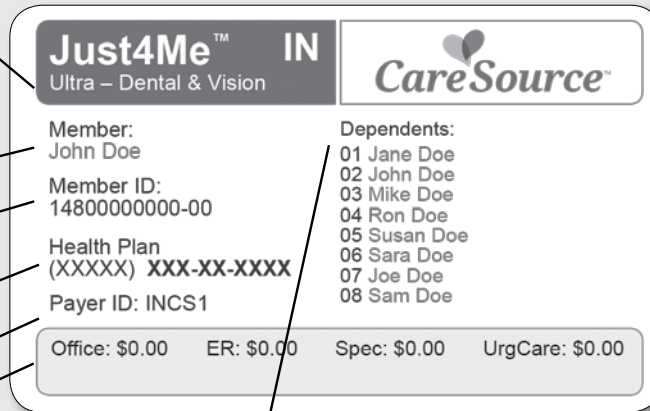 Just4Me™ IN
Ultra – Dental & Vision
CareSource™
Member:
John Doe
Member ID:
14800000000-00
Health Plan
(XXXXX) XXX-XX-XXXX
Payer ID: INCS1
Dependents:
01 Jane Doe
02 John Doe
03 Mike Doe
04 Ron Doe
05 Susan Doe
06 Sara Doe
07 Joe Doe
08 Sam Doe
Office: $0.00 ER: $0.00 Spec: $0.00 UrgCare: $0.00